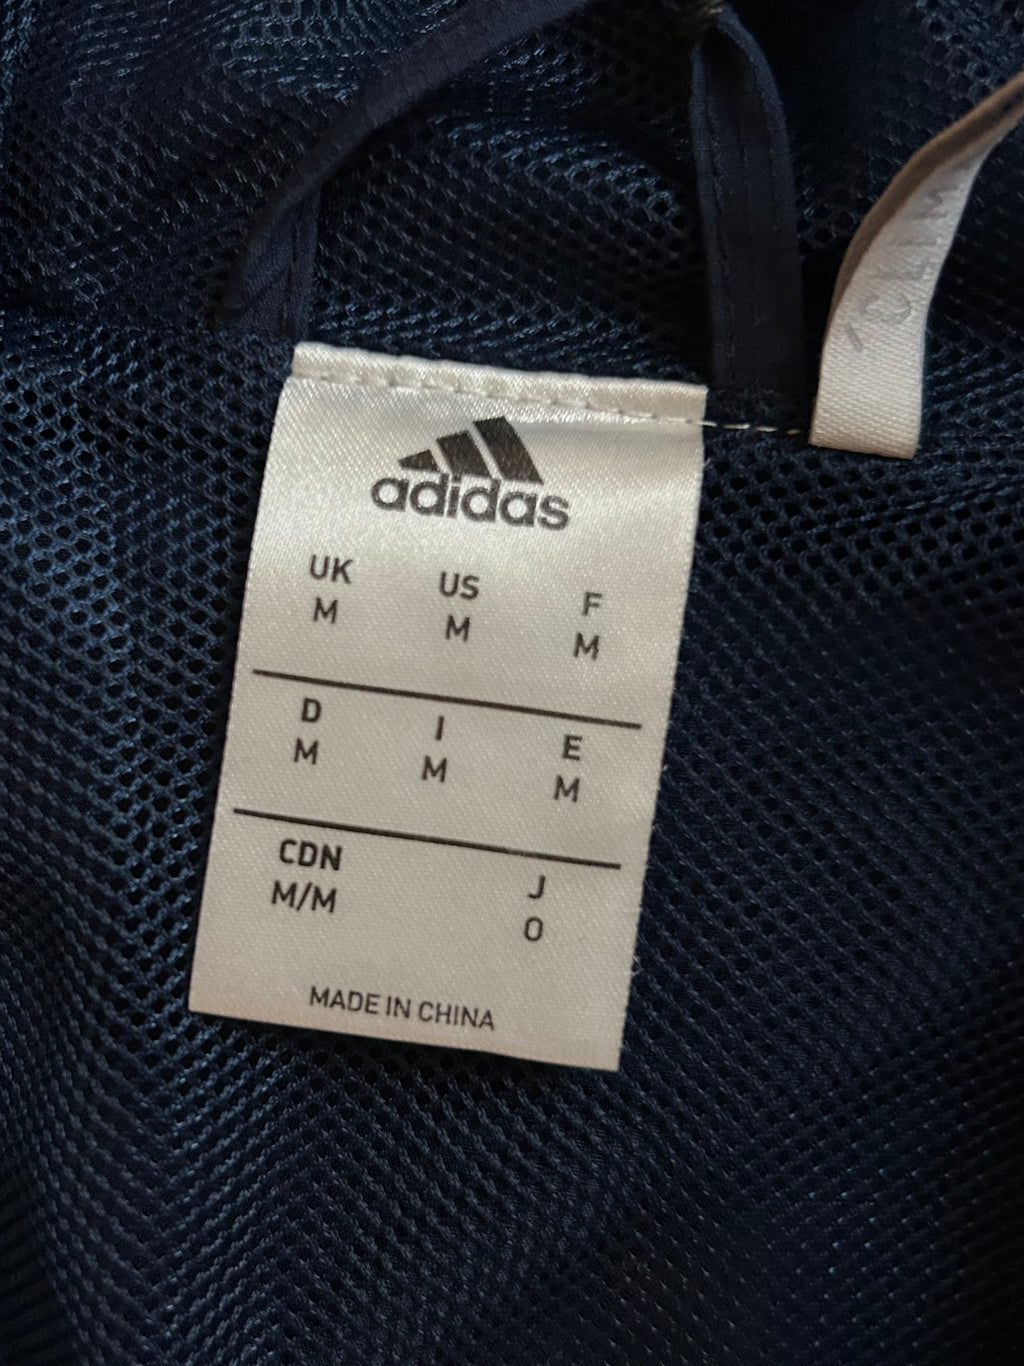 adidas
UK US F
M M M
D I E
M M M
CDN J
M/M O
MADE IN CHINA